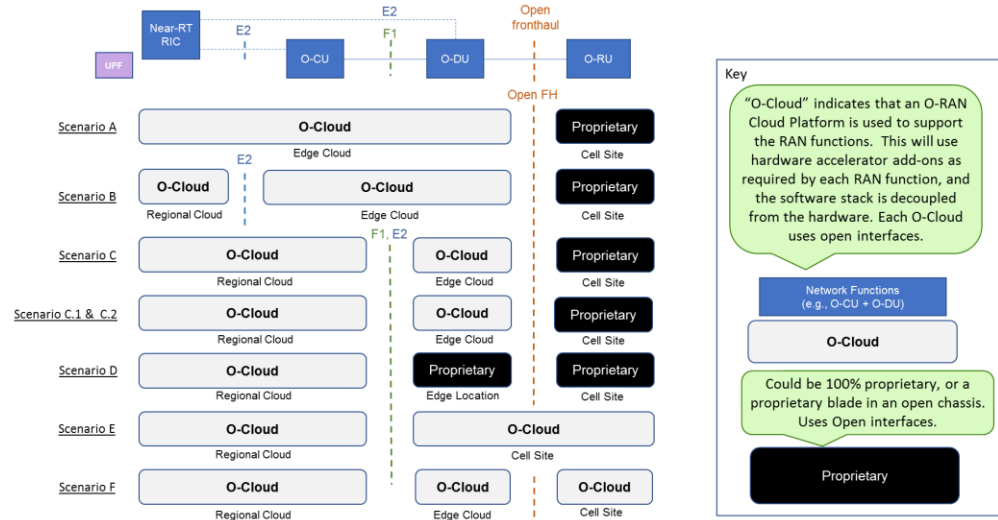 E2
Open
fronthaul
Near-RT
RIC
E2
F1
UPF
O-CU
O-DU
O-RU
Open FH
Scenario A
O-Cloud
Edge Cloud
Proprietary
Cell Site
E2
Scenario B
O-Cloud
Regional Cloud
O-Cloud
Edge Cloud
Proprietary
Cell Site
F1, E2
Scenario C
O-Cloud
Regional Cloud
O-Cloud
Edge Cloud
Proprietary
Cell Site
Scenario C.1 & C.2
O-Cloud
Regional Cloud
O-Cloud
Edge Cloud
Proprietary
Cell Site
Scenario D
O-Cloud
Regional Cloud
Proprietary
Edge Location
Proprietary
Cell Site
Scenario E
O-Cloud
Regional Cloud
O-Cloud
Cell Site
Scenario F
O-Cloud
Regional Cloud
O-Cloud
Edge Cloud
O-Cloud
Cell Site
Key
“O-Cloud” indicates that an O-RAN
Cloud Platform is used to support
the RAN functions. This will use
hardware accelerator add-ons as
required by each RAN function, and
the software stack is decoupled
from the hardware. Each O-Cloud
uses open interfaces.
Network Functions
(e.g., O-CU + O-DU)
O-Cloud
Could be 100% proprietary, or a
proprietary blade in an open chassis.
Uses Open interfaces.
Proprietary